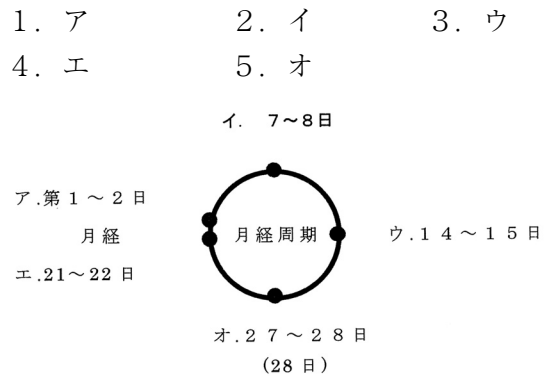 1. ア 2. イ 3. ウ
4. エ 5. オ
イ. 7～8日
ア.第1～2日
月経
月経周期
ウ.14～15日
エ.21～22日
オ.27～28日
(28日)